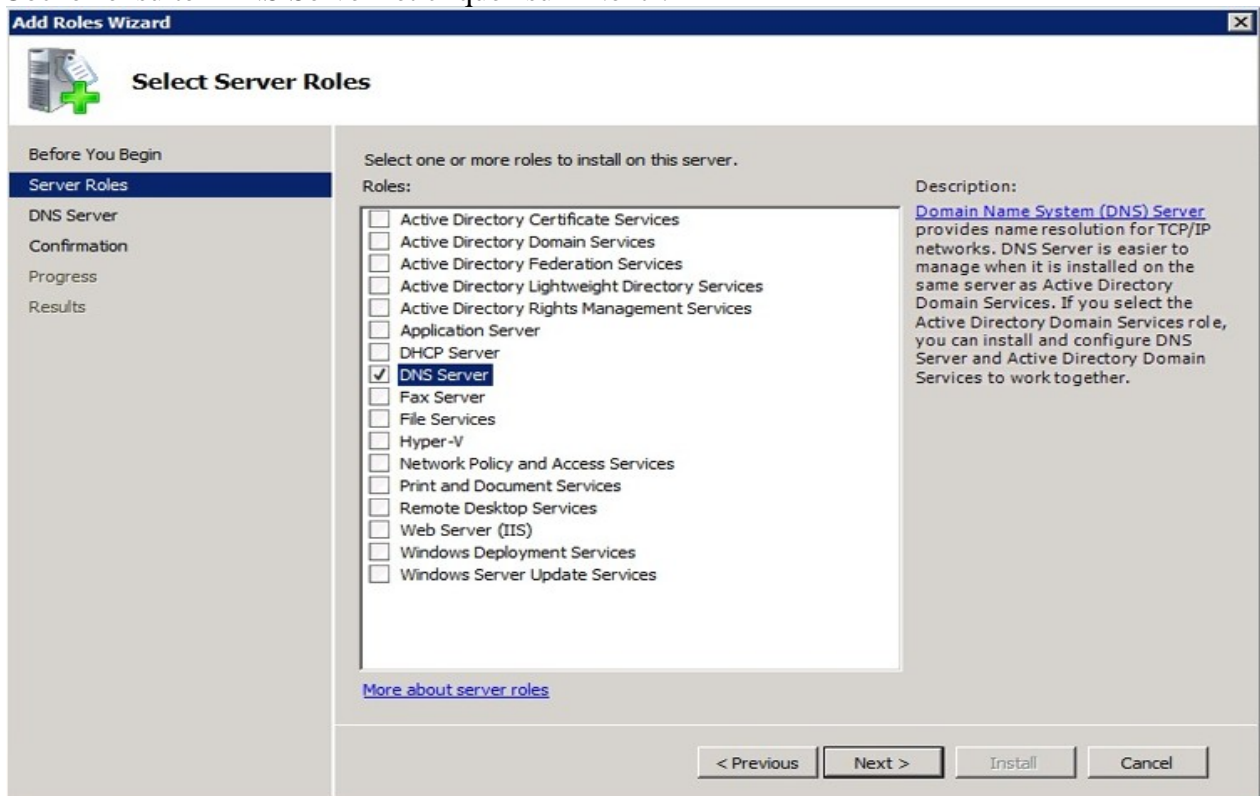 Add Roles Wizard
Select Server Roles
Before You Begin
Server Roles
DNS Server
Confirmation
Progress
Results
Select one or more roles to install on this server.
Roles:
Active Directory Certificate Services
Active Directory Domain Services
Active Directory Federation Services
Active Directory Lightweight Directory Services
Active Directory Rights Management Services
Application Server
DHCP Server
DNS Server
Fax Server
File Services
Hyper-V
Network Policy and Access Services
Print and Document Services
Remote Desktop Services
Web Server (IIS)
Windows Deployment Services
Windows Server Update Services
More about server roles
Description:
Domain Name System (DNS) Server
provides name resolution for TCP/IP
networks. DNS Server is easier to
manage when it is installed on the
same server as Active Directory
Domain Services. If you select the
Active Directory Domain Services role,
you can install and configure DNS
Server and Active Directory Domain
Services to work together.
< Previous
Next >
Install
Cancel